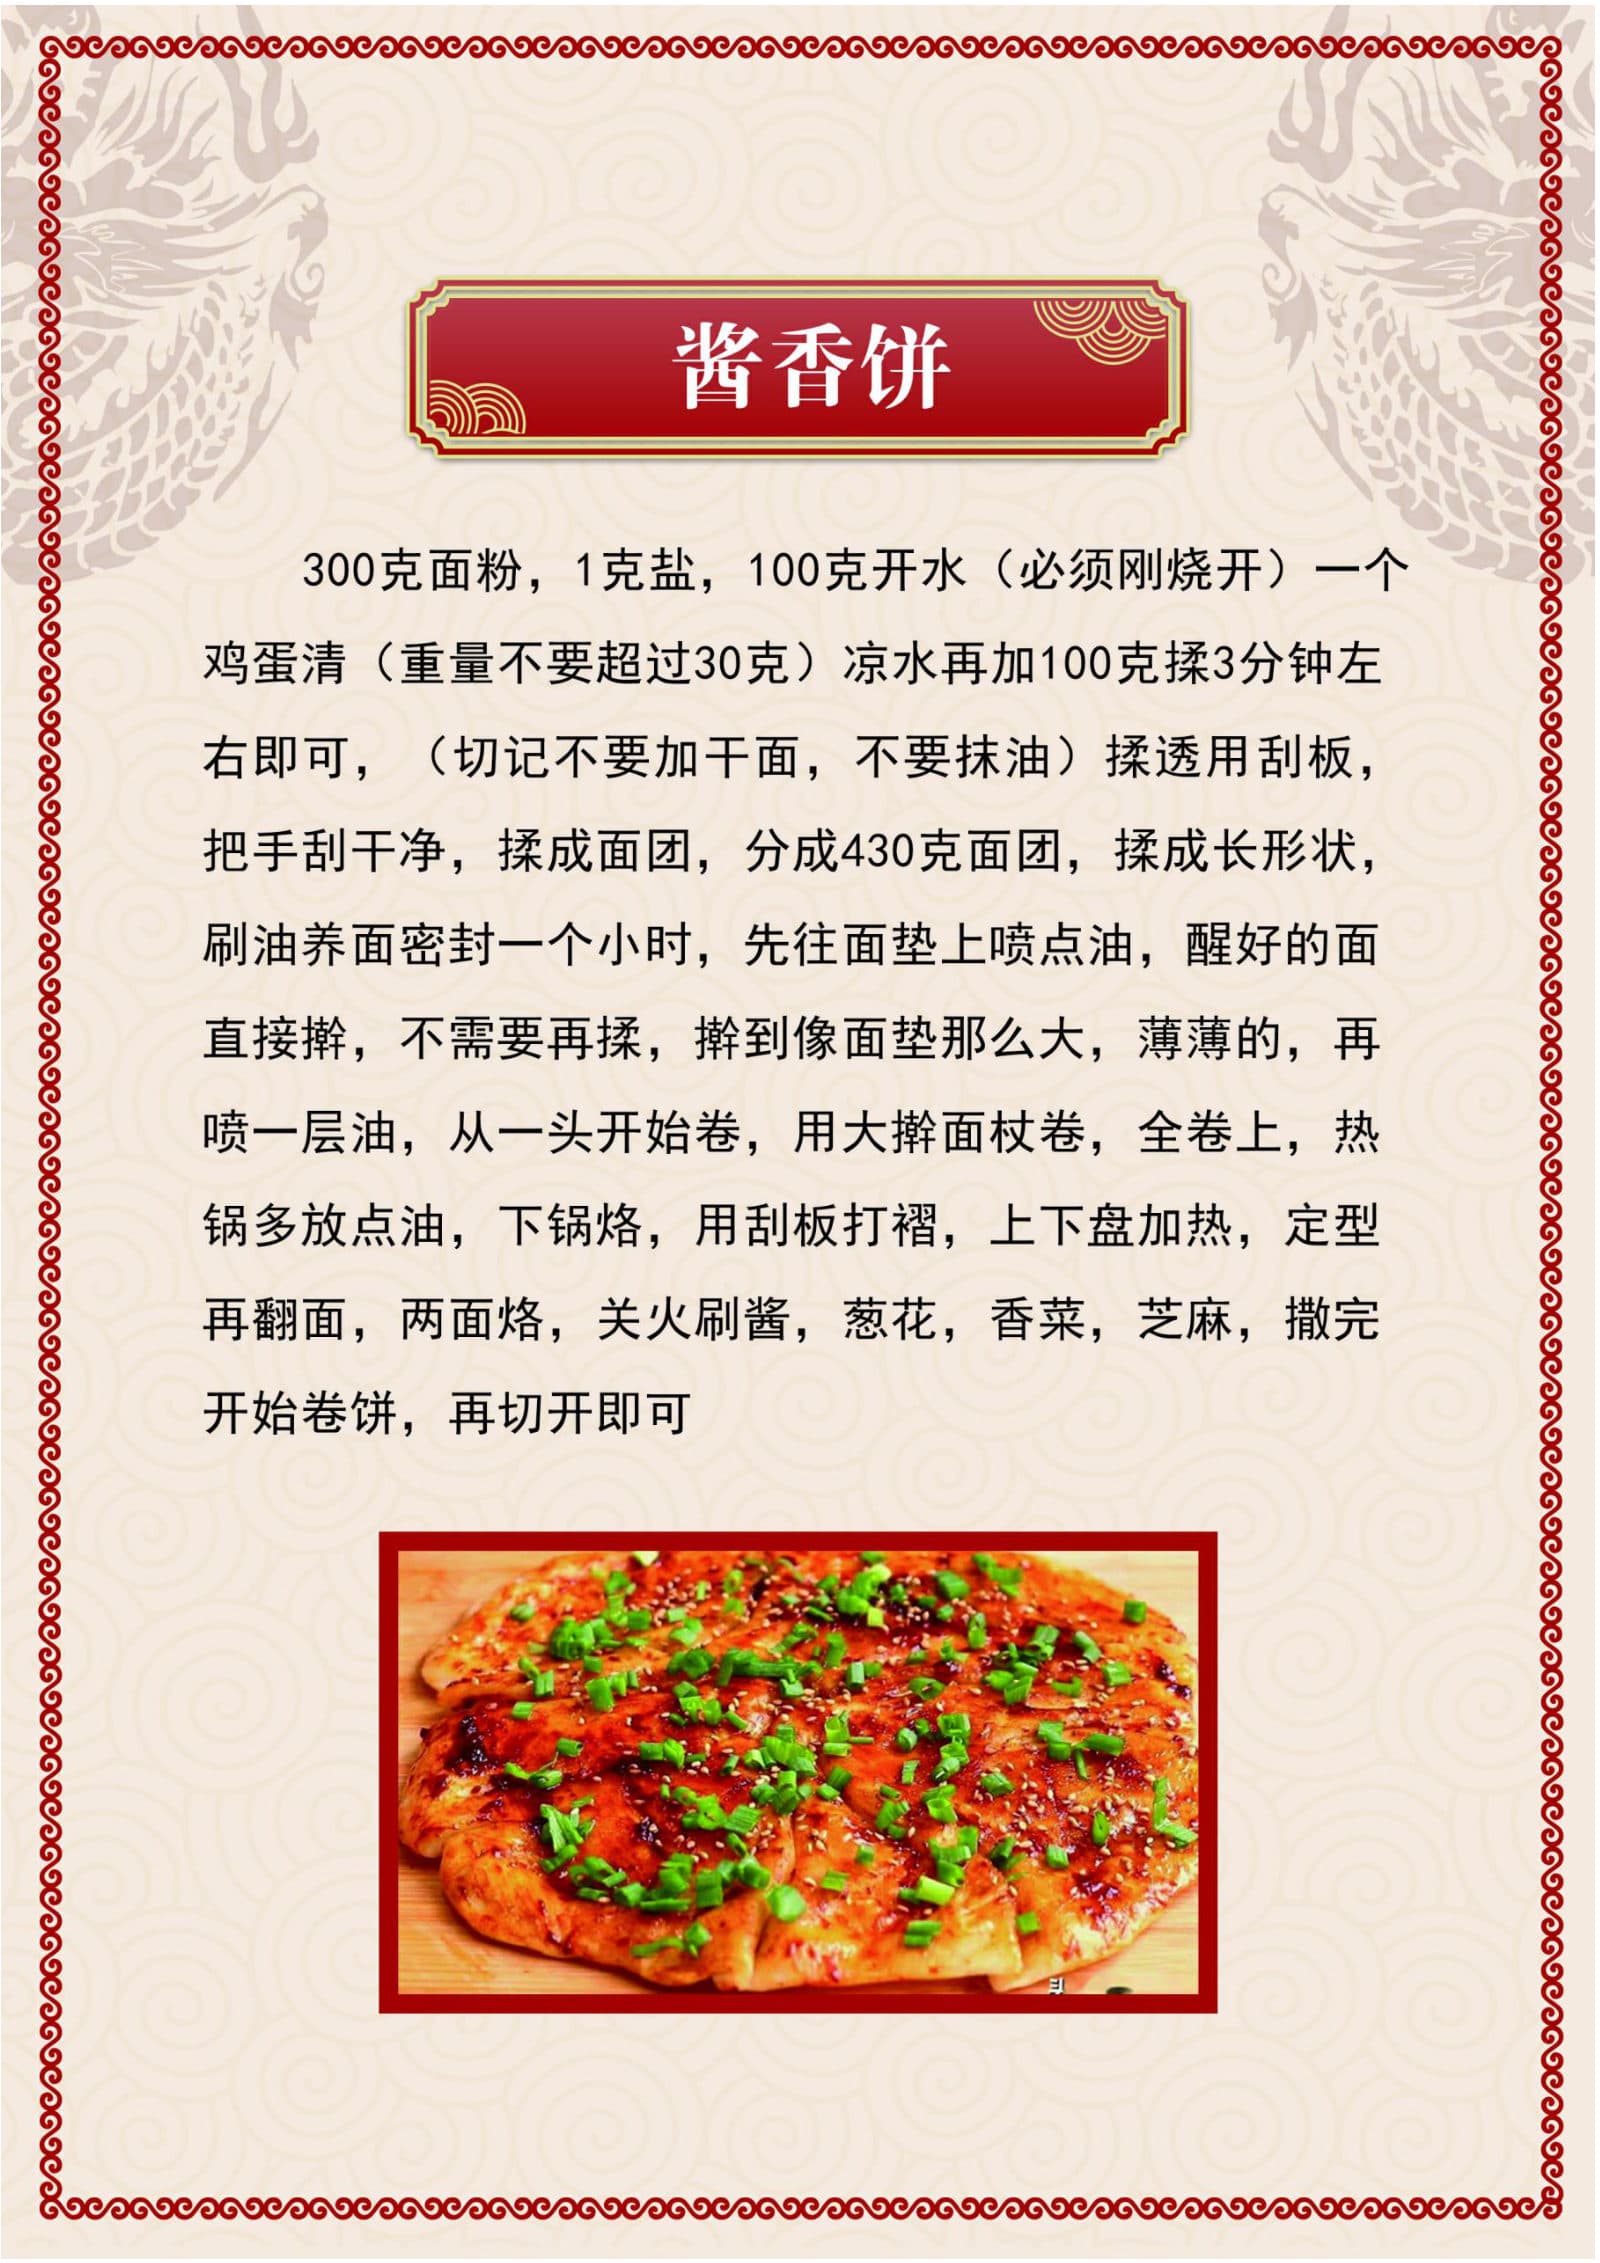 酱香饼
300克面粉，1克盐，100克开水（必须刚烧开）一个
鸡蛋清（重量不要超过30克）凉水再加100克揉3分钟左
右即可，（切记不要加干面，不要抹油）揉透用刮板，
把手刮干净，揉成面团，分成430克面团，揉成长形状，
刷油养面密封一个小时，先往面垫上喷点油，醒好的面
直接擀，不需要再揉，擀到像面垫那么大，薄薄的，再
喷一层油，从一头开始卷，用大擀面杖卷，全卷上，热
锅多放点油，下锅烙，用刮板打褶，上下盘加热，定型
再翻面，两面烙，关火刷酱，葱花，香菜，芝麻，撒完
开始卷饼，再切开即可